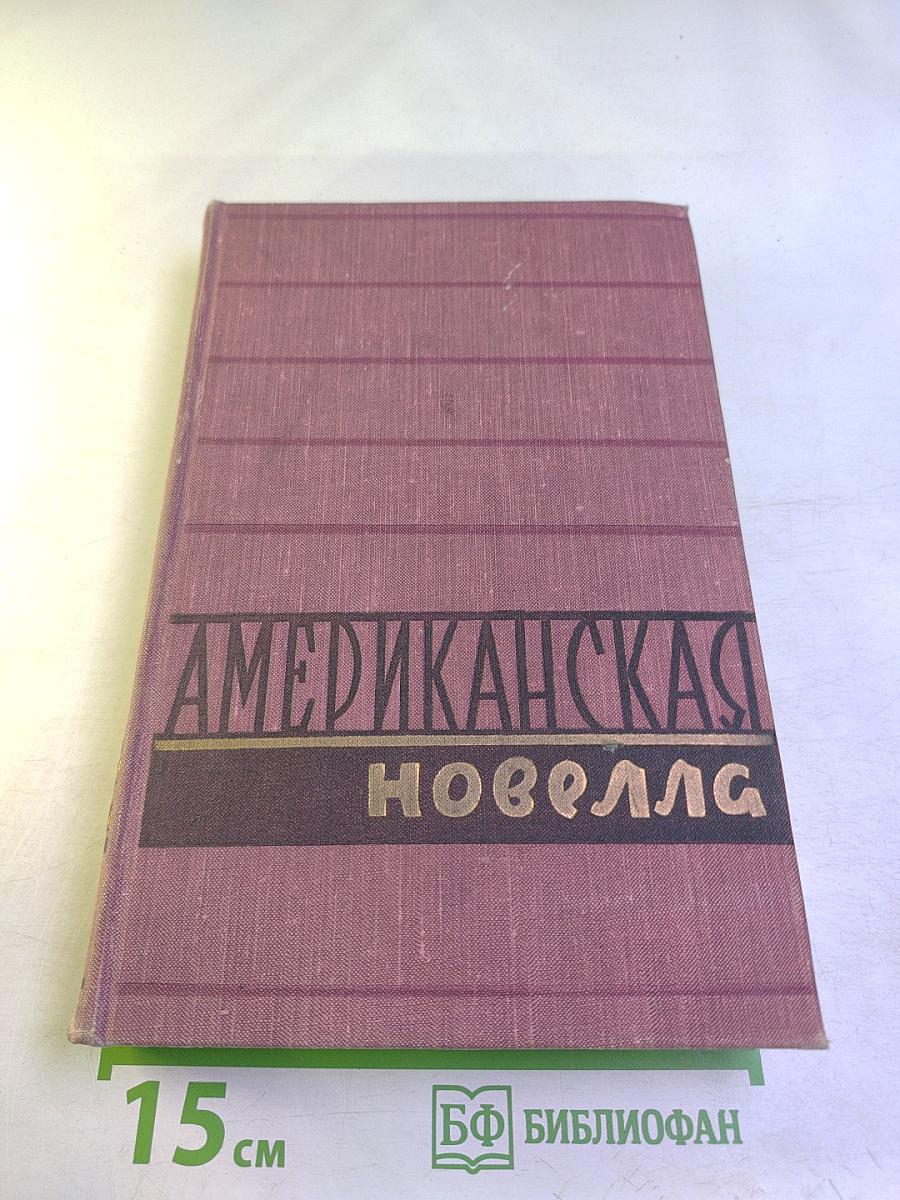 АМЕРИКАНСКАЯ
новелла
15 см
БФ БИБЛИОФАН